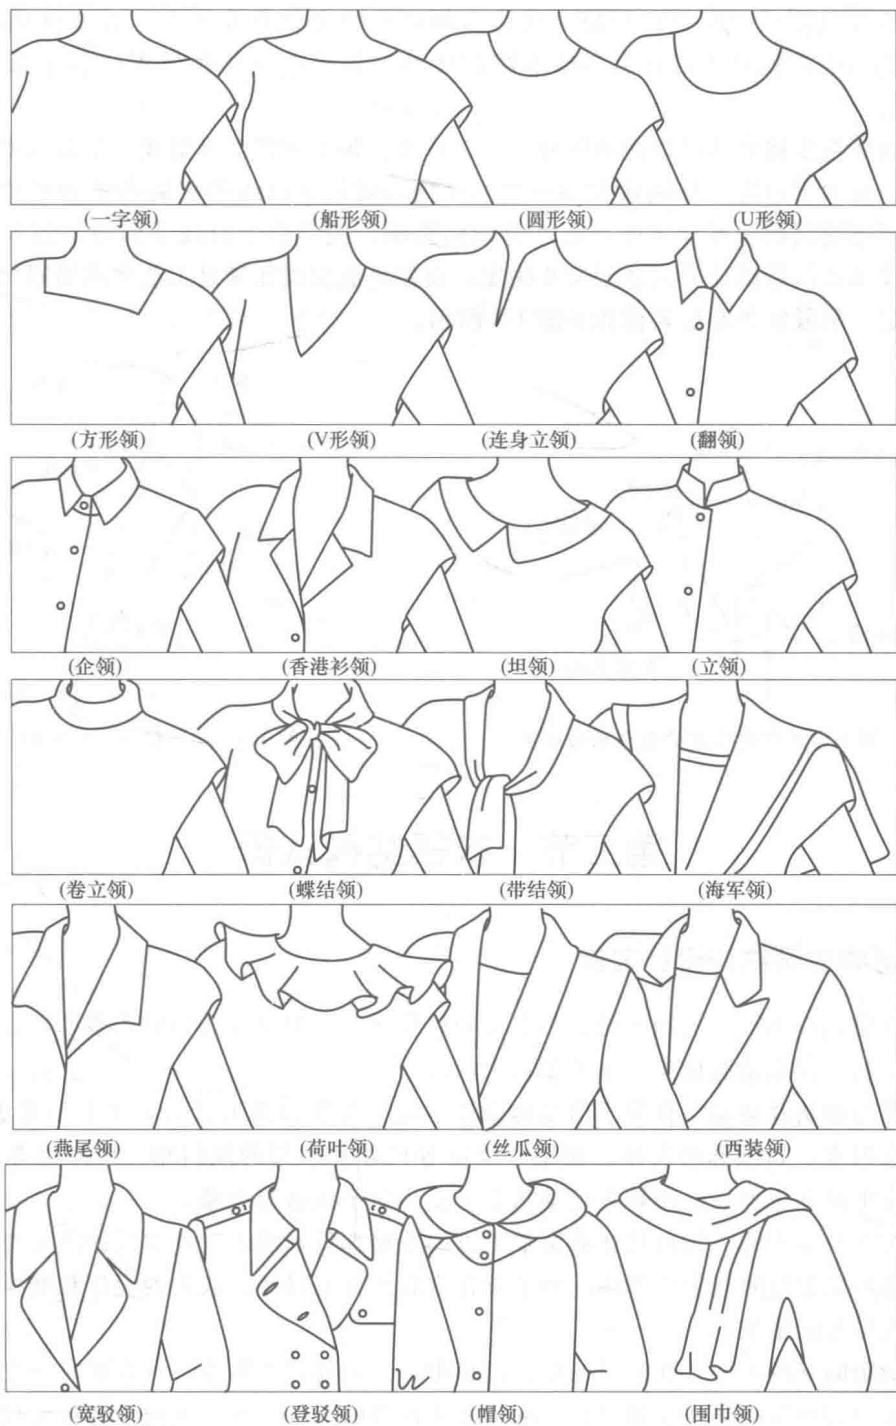 (一字领) (船形领) (圆形领) (U形领)
(方形领) (V形领) (连身立领) (翻领)
(企领) (香港衫领) (坦领) (立领)
(卷立领) (蝶结领) (带结领) (海军领)
(燕尾领) (荷叶领) (丝瓜领) (西装领)
(宽驳领) (登驳领) (帽领) (围巾领)